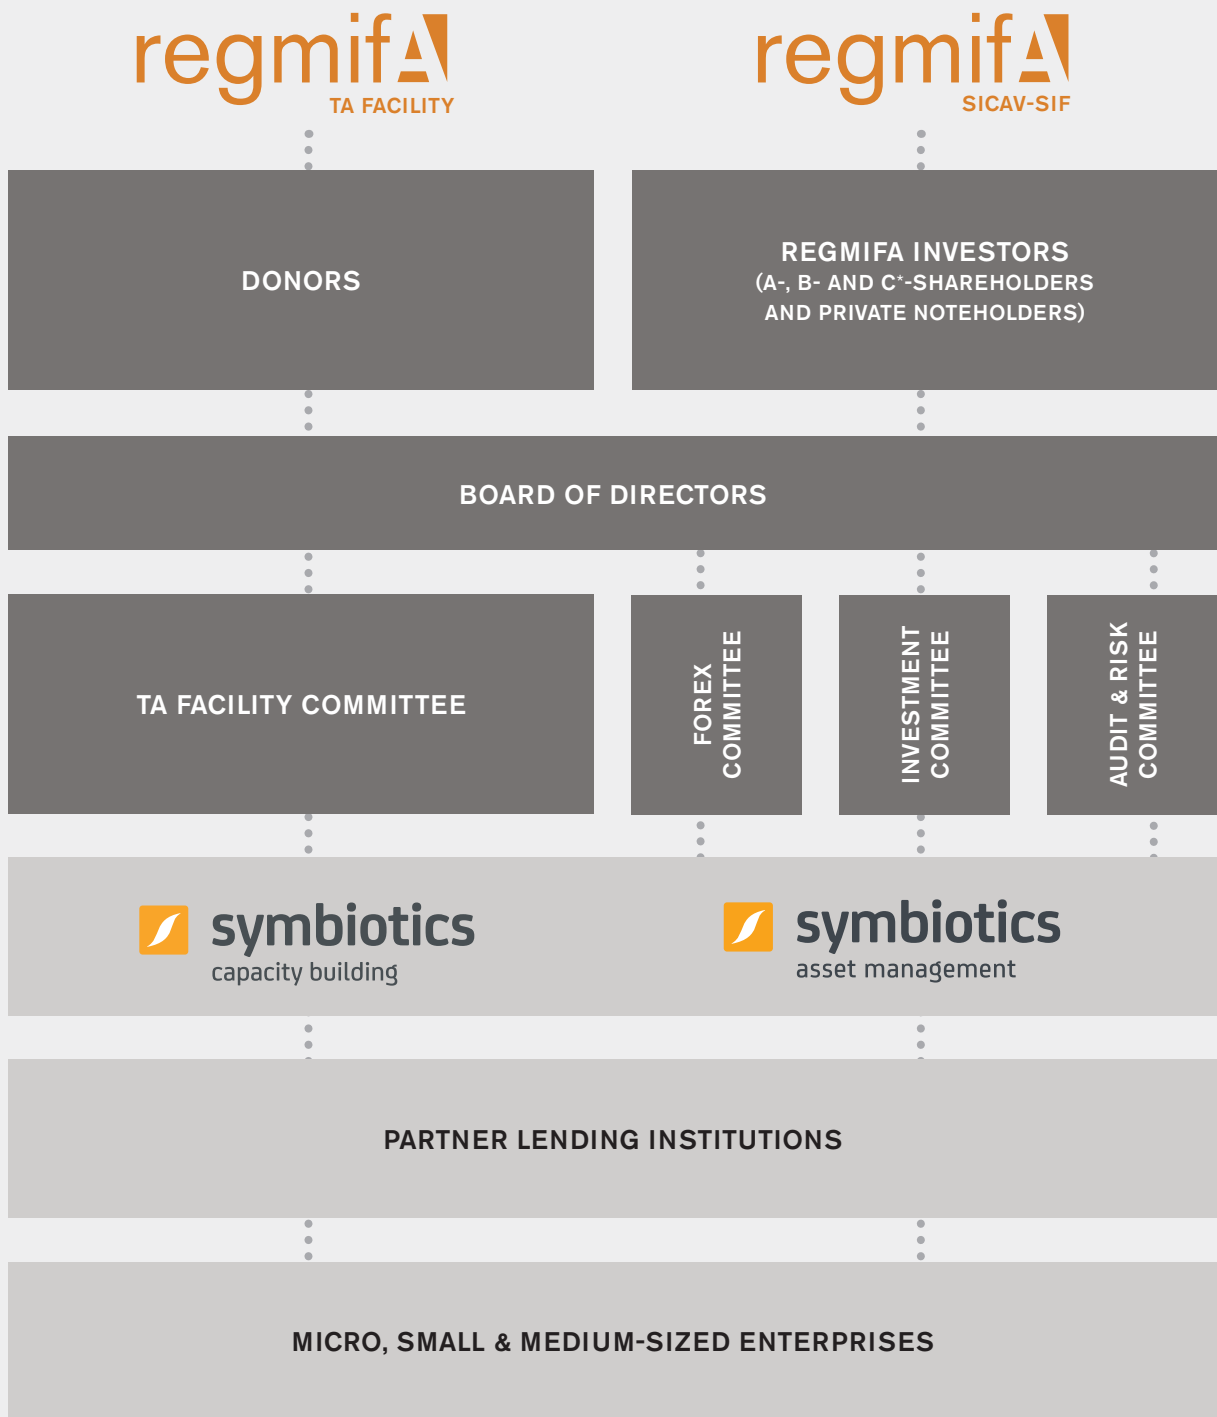 regmifA
TA FACILITY
regmifA
SICAV-SIF
DONORS
REGMIFA INVESTORS
(A-, B- AND C*-SHAREHOLDERS
AND PRIVATE NOTEHOLDERS)
BOARD OF DIRECTORS
TA FACILITY COMMITTEE
FOREX
COMMITTEE
INVESTMENT
COMMITTEE
AUDIT & RISK
COMMITTEE
symbiotics
capacity building
symbiotics
asset management
PARTNER LENDING INSTITUTIONS
MICRO, SMALL & MEDIUM-SIZED ENTERPRISES